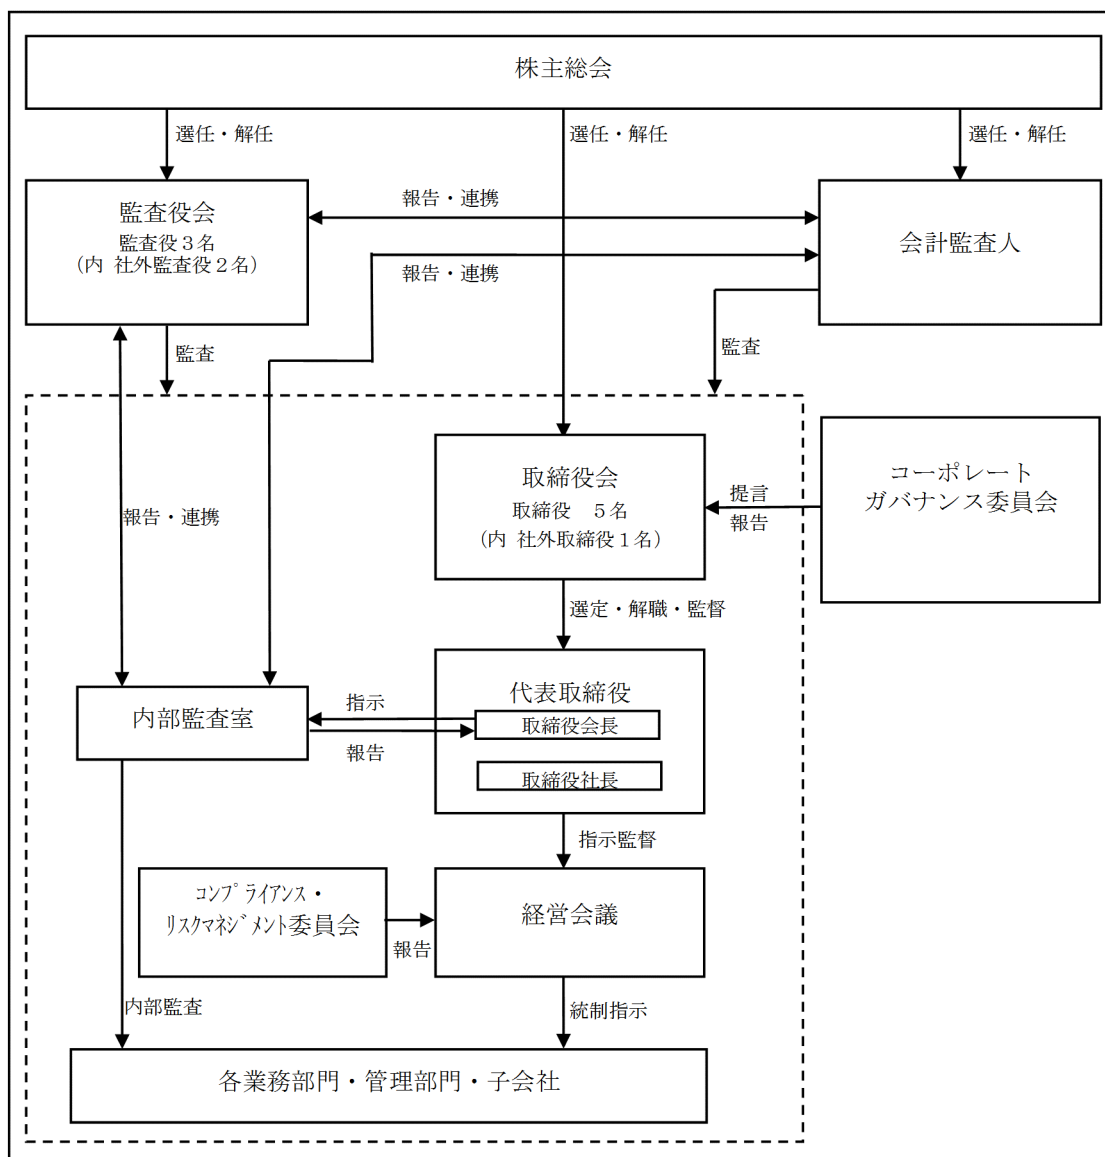 株主総会
選任・解任
選任・解任
選任・解任
監査役会
監査役３名
（内 社外監査役２名）
報告・連携
会計監査人
報告・連携
監査
監査
取締役会
取締役　５名
（内 社外取締役１名）
提言
報告
コーポレート
ガバナンス委員会
報告・連携
選定・解職・監督
代表取締役
取締役会長
取締役社長
内部監査室
指示
報告
指示監督
ｺﾝﾌﾟﾗｲｱﾝｽ・
ﾘｽｸﾏﾈｼﾞﾒﾝﾄ委員会
報告
経営会議
内部監査
統制指示
各業務部門・管理部門・子会社